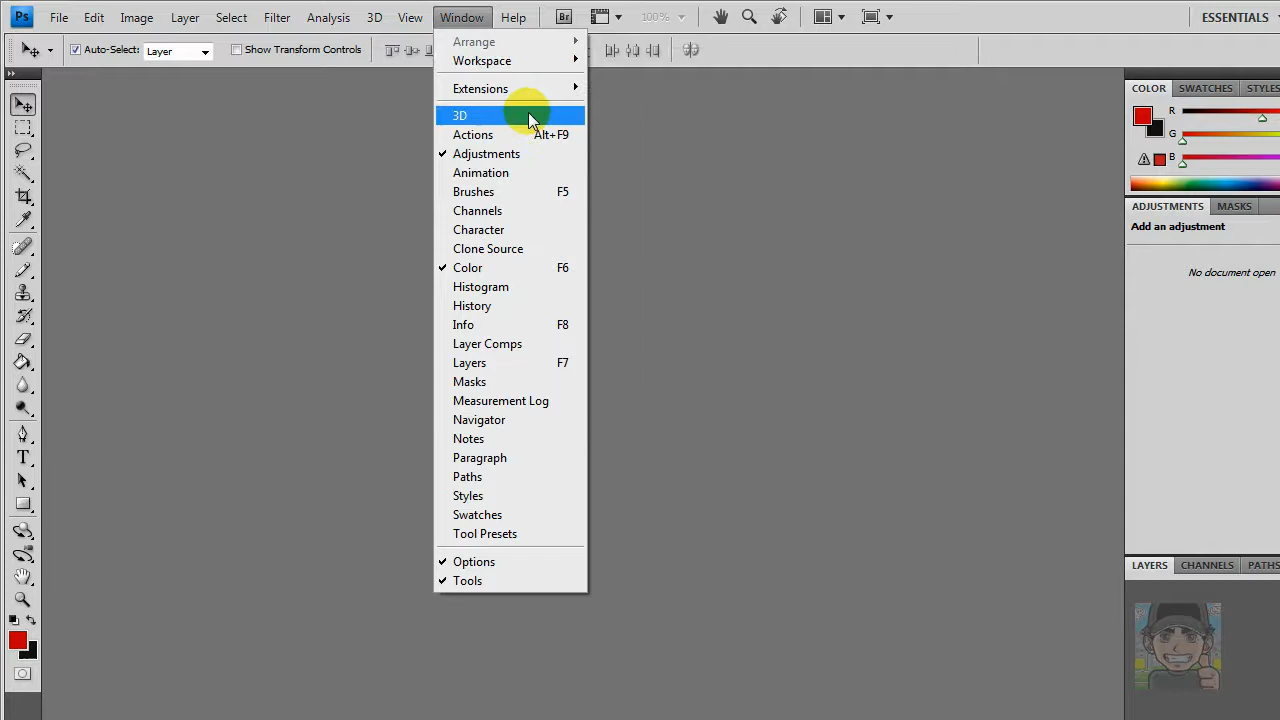 Ps File Edit Image Layer Select Filter Analysis 3D View Window Help Br 100% ESSENTIALS
Auto-Select: Layer Show Transform Controls
Arrange
Workspace
Extensions
3D
Actions Alt+F9
Adjustments
Animation
Brushes F5
Channels
Character
Clone Source
Color F6
Histogram
History
Info F8
Layer Comps
Layers F7
Masks
Measurement Log
Navigator
Notes
Paragraph
Paths
Styles
Swatches
Tool Presets
Options
Tools
COLOR SWATCHES STYLES
R
G
B
ADJUSTMENTS MASKS
Add an adjustment
No document open
LAYERS CHANNELS PATHS
T